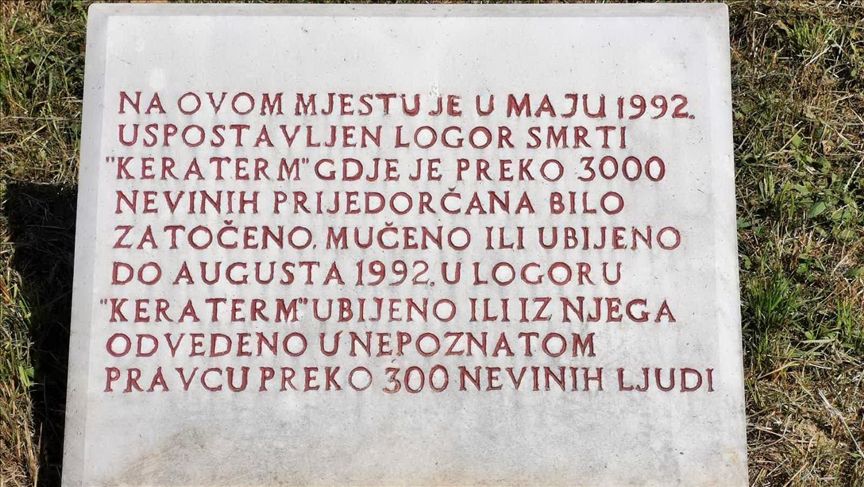 NA OVOM MJESTU JE U MAJU 1992.
USPOSTAVLJEN LOGOR SMRTI
"KERATERM" GDJE JE PREKO 3000
NEVINIH PRIJEDORČANA BILO
ZATOČENO, MUČENO ILI UBIJENO
DO AUGUSTA 1992. U LOGORU
"KERATERM" UBIJENO ILI IZ NJEGA
ODVEDENO U NEPOZNATOM
PRAVCU PREKO 300 NEVINIH LJUDI